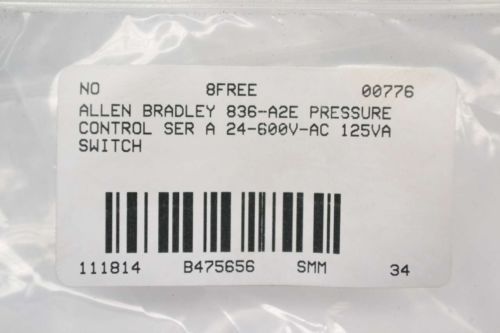 NO 8FREE 00776
ALLEN BRADLEY 836-A2E PRESSURE
CONTROL SER A 24-600V-AC 125VA
SWITCH
111814 B475656 SMM 34